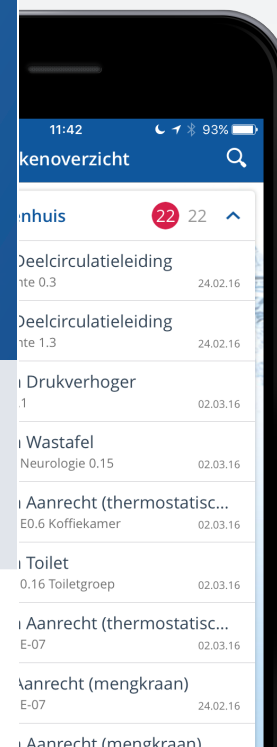 11:42 93%
kenoverzicht
enhuis 22 22
Deelcirculatieleiding
nte 0.3 24.02.16
Deelcirculatieleiding
nte 1.3 24.02.16
Drukverhoger
.1 02.03.16
Wastafel
Neurologie 0.15 02.03.16
Aanrecht (thermostatisc...
E0.6 Koffiekamer 02.03.16
Toilet
0.16 Toiletgroep 02.03.16
Aanrecht (thermostatisc...
E-07 02.03.16
Aanrecht (mengkraan)
E-07 24.02.16
Aanrecht (mengkraan)